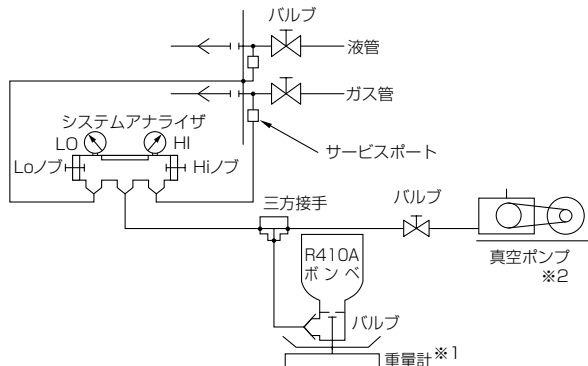 バルブ
液管
ガス管
システムアナライザ
LO
HI
Loノブ
Hiノブ
サービスポート
三方接手
バルブ
R410A
ボンベ
真空ポンプ
※2
バルブ
重量計※1